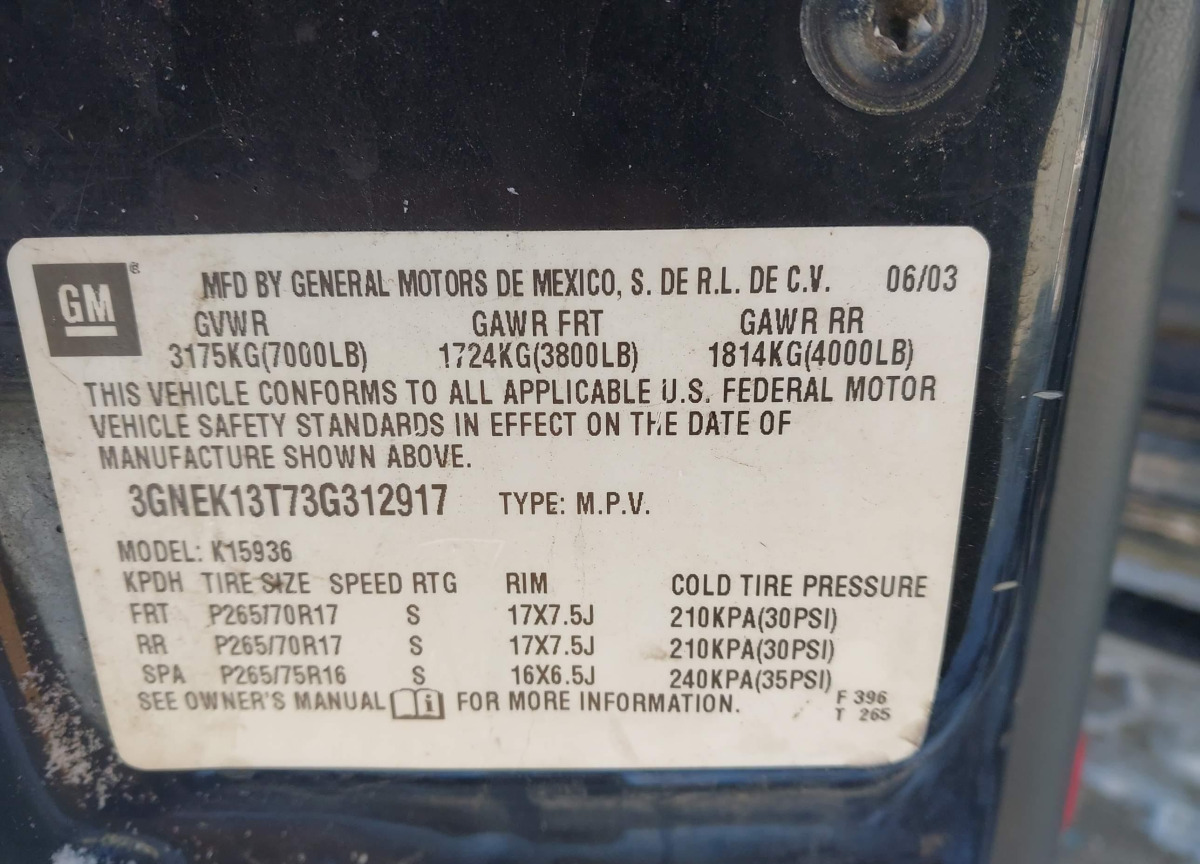 GM ®
MFD BY GENERAL MOTORS DE MEXICO, S. DE R.L. DE C.V. 06/03
GVWR GAWR FRT GAWR RR
3175KG(7000LB) 1724KG(3800LB) 1814KG(4000LB)
THIS VEHICLE CONFORMS TO ALL APPLICABLE U.S. FEDERAL MOTOR
VEHICLE SAFETY STANDARDS IN EFFECT ON THE DATE OF
MANUFACTURE SHOWN ABOVE.
3GNEK13T73G312917 TYPE: M.P.V.
MODEL: K15936
KPDH TIRE SIZE SPEED RTG RIM COLD TIRE PRESSURE
FRT P265/70R17 S 17X7.5J 210KPA(30PSI)
RR P265/70R17 S 17X7.5J 210KPA(30PSI)
SPA P265/75R16 S 16X6.5J 240KPA(35PSI)
SEE OWNER'S MANUAL i FOR MORE INFORMATION.
F 396
T 265